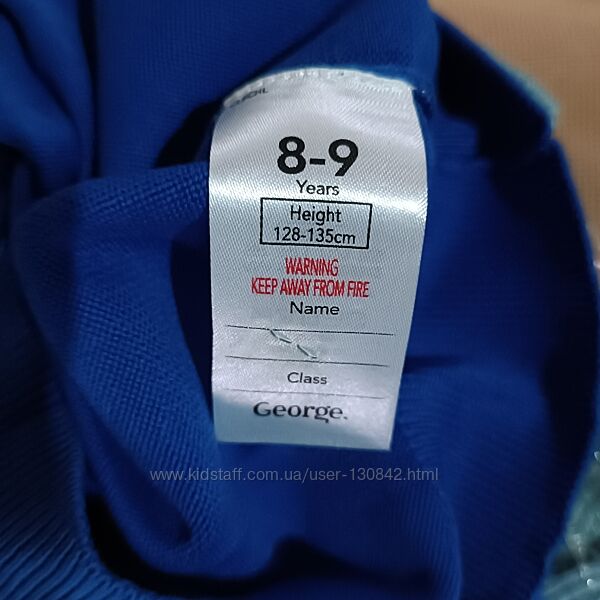 8-9
Years
Height
128-135cm
WARNING
KEEP AWAY FROM FIRE
Name
Class
George.
www.kidstaff.com.ua/user-130842.html